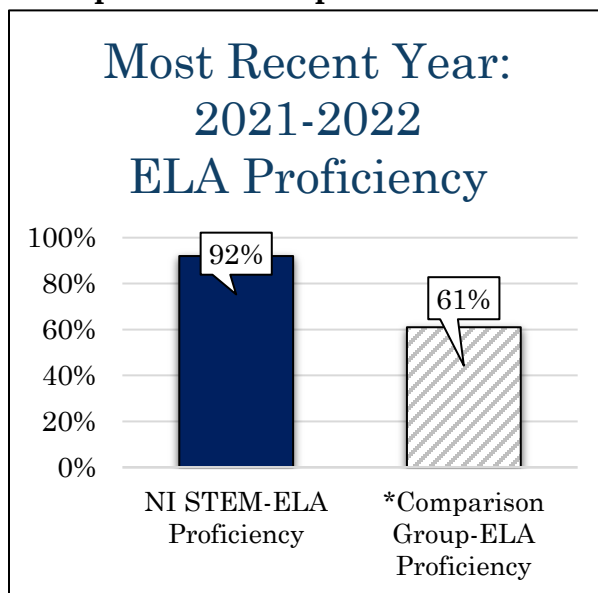 Most Recent Year:
2021-2022
ELA Proficiency
100%
80%
60%
40%
20%
0%
92%
61%
NI STEM-ELA
Proficiency
*Comparison
Group-ELA
Proficiency